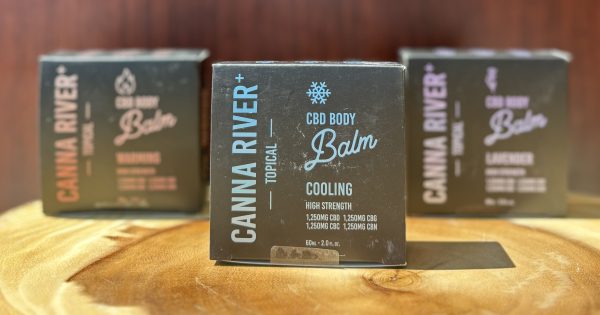 CANNA RIVER+
TOPICAL
CBD BODY
Balm
WARMING
CANNA RIVER+
TOPICAL
CBD BODY
Balm
COOLING
HIGH STRENGTH
1,250MG CBD 1,250MG CBG
1,250MG CBC 1,250MG CBN
60mL • 2.0 fl. oz.
CANNA RIVER+
TOPICAL
CBD BODY
Balm
LAVENDER